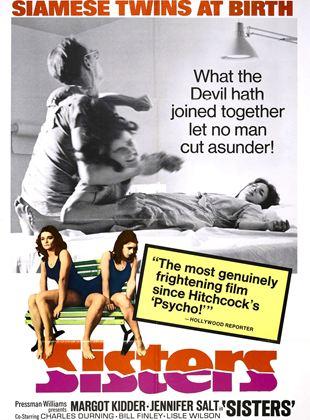 SIAMESE TWINS AT BIRTH
What the
Devil hath
joined together
let no man
cut asunder!
"The most genuinely
frightening film
since Hitchcock's
'Psycho!'"
—HOLLYWOOD REPORTER
Sisters
Pressman Williams
presents MARGOT KIDDER·JENNIFER SALT in 'SISTERS'
Co-Starring CHARLES DURNING·BILL FINLEY·LISLE WILSON